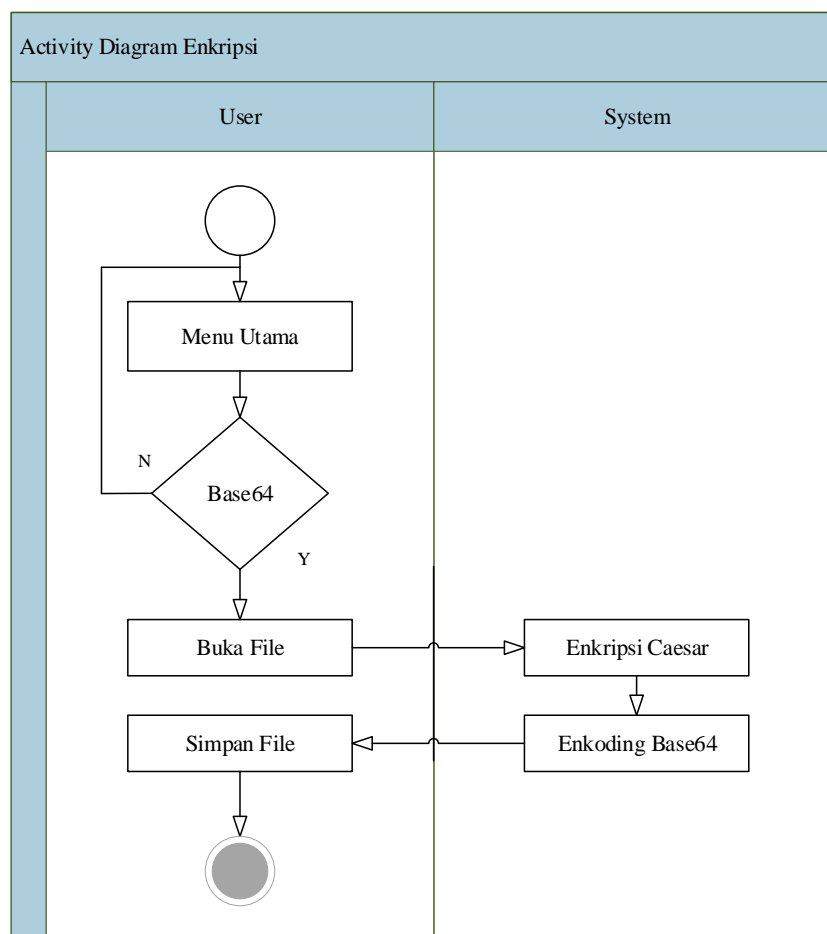 Activity Diagram Enkripsi
User
System
Menu Utama
N
Base64
Y
Buka File
Enkripsi Caesar
Simpan File
Enkoding Base64